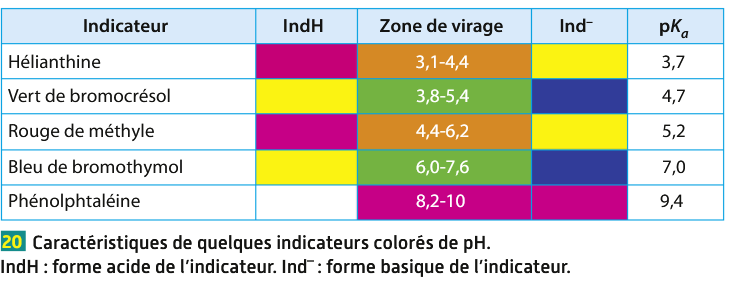 Indicateur IndH Zone de virage Ind⁻ pKa
Hélianthine 3,1-4,4 3,7
Vert de bromocrésol 3,8-5,4 4,7
Rouge de méthyle 4,4-6,2 5,2
Bleu de bromothymol 6,0-7,6 7,0
Phénolphtaléine 8,2-10 9,4
20 Caractéristiques de quelques indicateurs colorés de pH.
IndH : forme acide de l’indicateur. Ind⁻ : forme basique de l’indicateur.